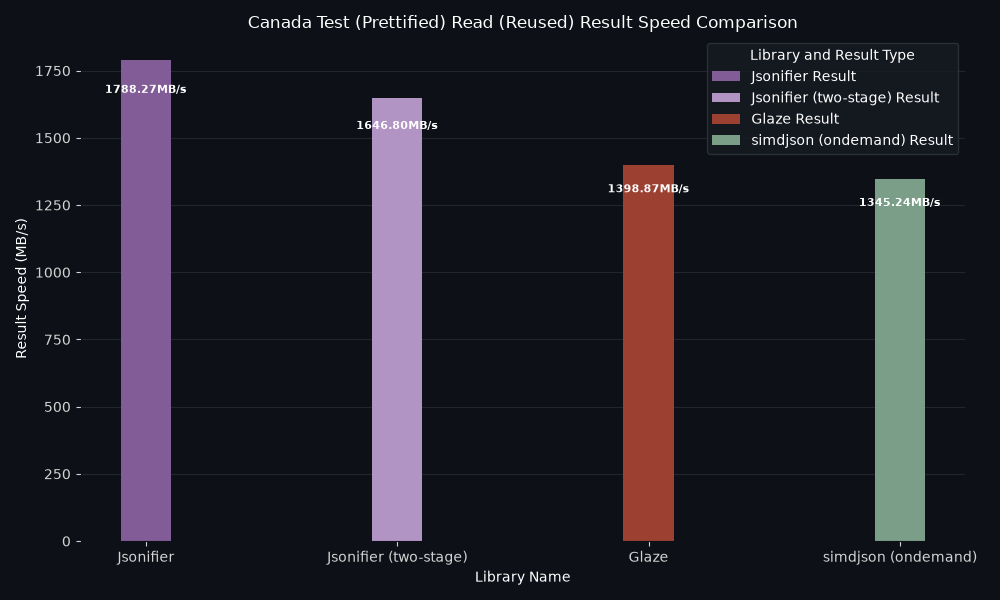 Canada Test (Prettified) Read (Reused) Result Speed Comparison
Library and Result Type
Jsonifier Result
Jsonifier (two-stage) Result
Glaze Result
simdjson (ondemand) Result
Result Speed (MB/s)
1750
1500
1250
1000
750
500
250
0
1788.27MB/s
1646.80MB/s
1398.87MB/s
1345.24MB/s
Jsonifier
Jsonifier (two-stage)
Glaze
simdjson (ondemand)
Library Name